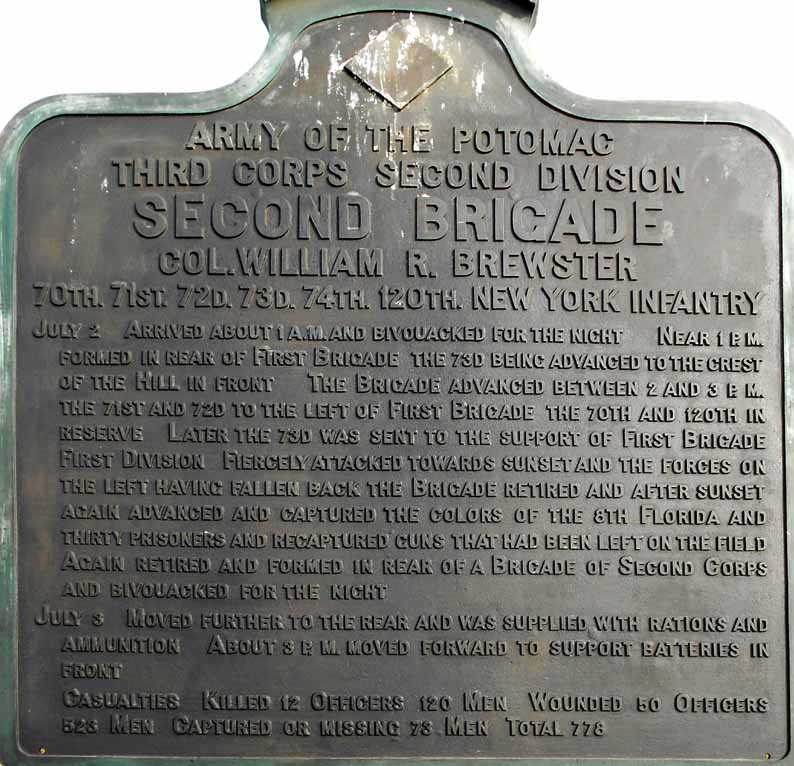 ARMY OF THE POTOMAC
THIRD CORPS SECOND DIVISION
SECOND BRIGADE
COL. WILLIAM R. BREWSTER
70TH. 71ST. 72D. 73D. 74TH. 120TH. NEW YORK INFANTRY
JULY 2 ARRIVED ABOUT 1 A.M. AND BIVOUACKED FOR THE NIGHT NEAR 1 P.M.
FORMED IN REAR OF FIRST BRIGADE THE 73D BEING ADVANCED TO THE CREST
OF THE HILL IN FRONT THE BRIGADE ADVANCED BETWEEN 2 AND 3 P.M.
THE 71ST AND 72D TO THE LEFT OF FIRST BRIGADE THE 70TH AND 120TH IN
RESERVE LATER THE 73D WAS SENT TO THE SUPPORT OF FIRST BRIGADE
FIRST DIVISION FIERCELY ATTACKED TOWARDS SUNSET AND THE FORCES ON
THE LEFT HAVING FALLEN BACK THE BRIGADE RETIRED AND AFTER SUNSET
AGAIN ADVANCED AND CAPTURED THE COLORS OF THE 8TH FLORIDA AND
THIRTY PRISONERS AND RECAPTURED GUNS THAT HAD BEEN LEFT ON THE FIELD
AGAIN RETIRED AND FORMED IN REAR OF A BRIGADE OF SECOND CORPS
AND BIVOUACKED FOR THE NIGHT
JULY 3 MOVED FURTHER TO THE REAR AND WAS SUPPLIED WITH RATIONS AND
AMMUNITION ABOUT 3 P.M. MOVED FORWARD TO SUPPORT BATTERIES IN
FRONT
CASUALTIES KILLED 12 OFFICERS 120 MEN WOUNDED 50 OFFICERS
523 MEN CAPTURED OR MISSING 73 MEN TOTAL 778